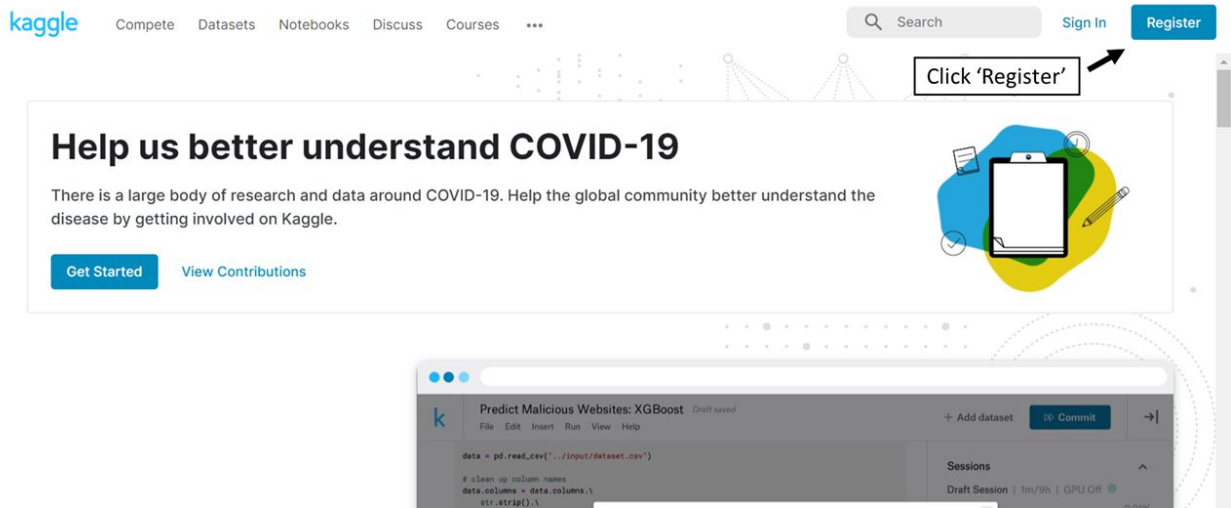 kaggle Compete Datasets Notebooks Discuss Courses ••• Search Sign In Register
Click ‘Register’
Help us better understand COVID-19
There is a large body of research and data around COVID-19. Help the global community better understand the
disease by getting involved on Kaggle.
Get Started View Contributions
k Predict Malicious Websites: XGBoost Draft saved
+ Add dataset Commit
File Edit Insert Run View Help
data = pd.read_csv("../input/dataset.csv")
# clean up column names
data.columns = data.columns.\
str.strip().\
Sessions
Draft Session | 1m/9h | GPU Off